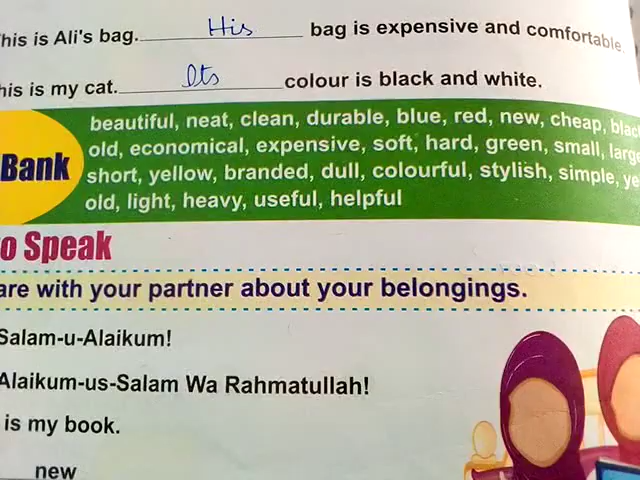 his is Ali's bag. His bag is expensive and comfortable.
his is my cat. Its colour is black and white.
beautiful, neat, clean, durable, blue, red, new, cheap, blac
Bank
old, economical, expensive, soft, hard, green, small, large
short, yellow, branded, dull, colourful, stylish, simple, ye
old, light, heavy, useful, helpful
o Speak
are with your partner about your belongings.
Salam-u-Alaikum!
Alaikum-us-Salam Wa Rahmatullah!
is my book.
new